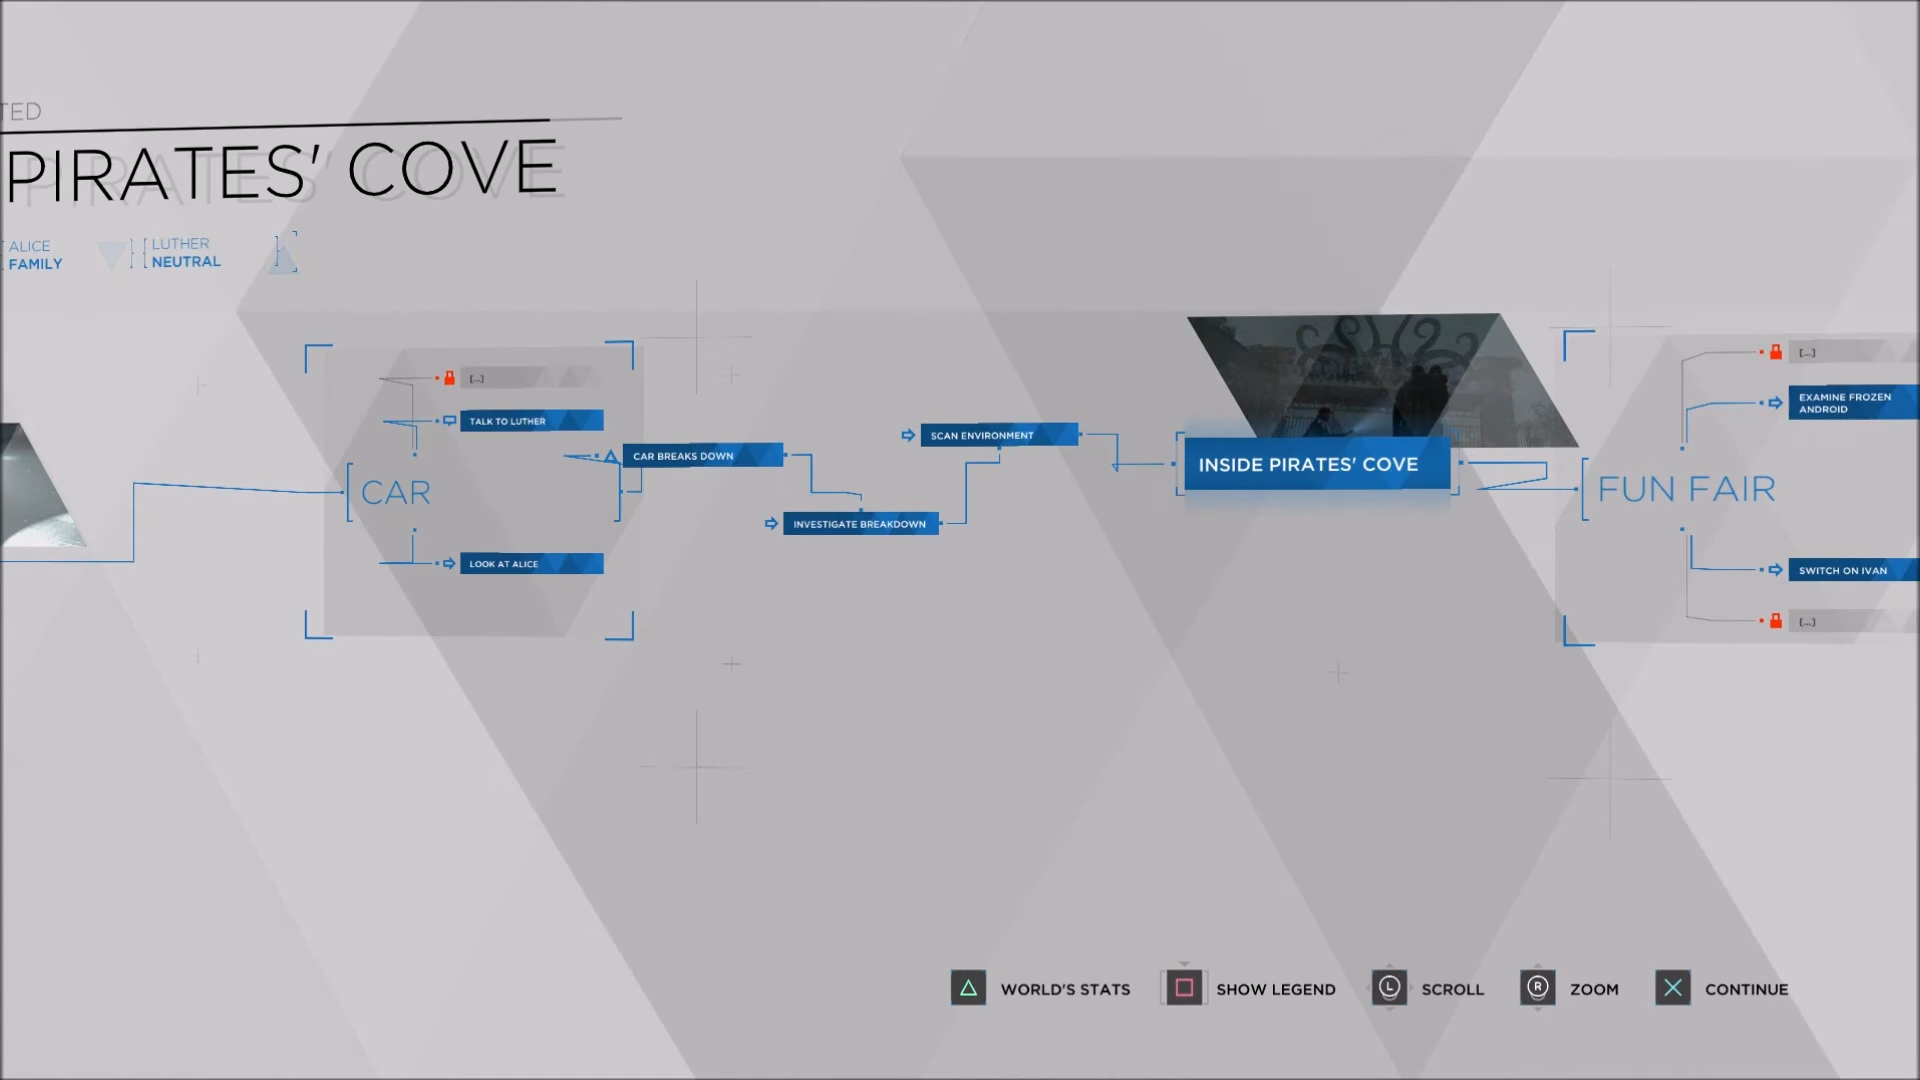 TED
PIRATES' COVE
ALICE
FAMILY
LUTHER
NEUTRAL
[...]
TALK TO LUTHER
CAR BREAKS DOWN
CAR
INVESTIGATE BREAKDOWN
LOOK AT ALICE
SCAN ENVIRONMENT
INSIDE PIRATES' COVE
[...]
EXAMINE FROZEN
ANDROID
FUN FAIR
SWITCH ON IVAN
[...]
WORLD'S STATS
SHOW LEGEND
L
SCROLL
R
ZOOM
CONTINUE